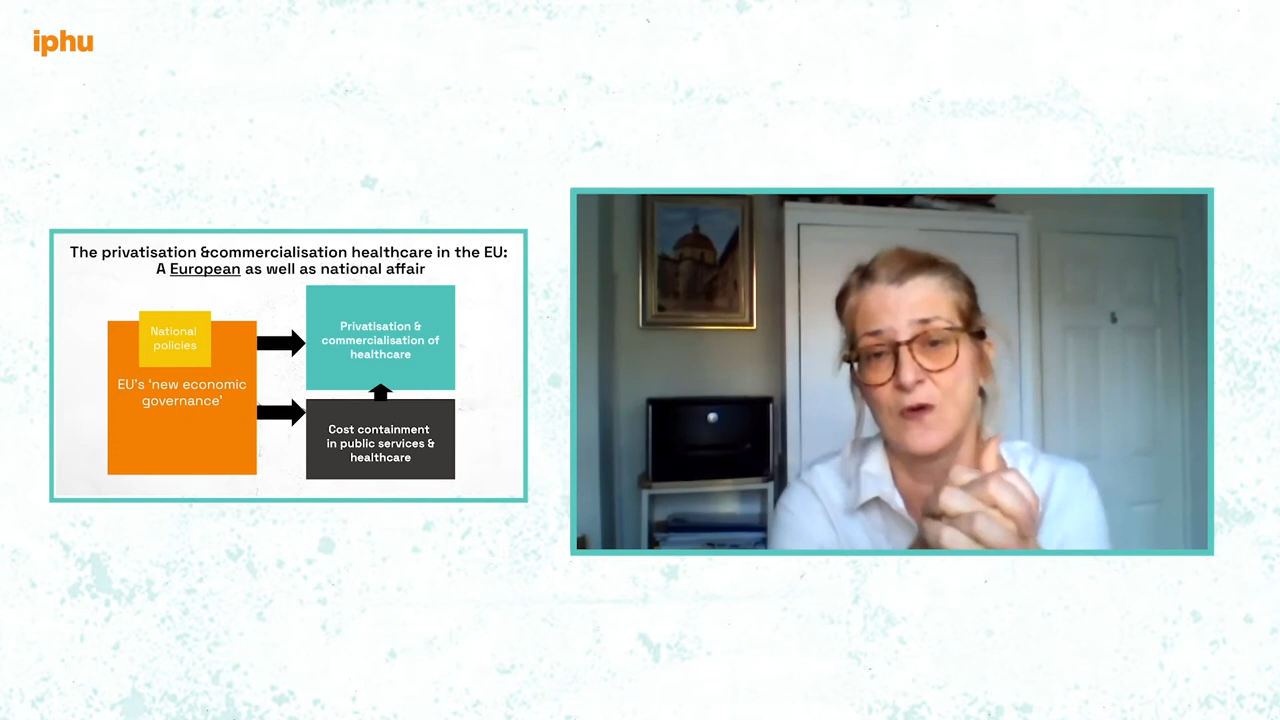 iphu
The privatisation &commercialisation healthcare in the EU:
A European as well as national affair
National
policies
EU's 'new economic
governance'
Privatisation &
commercialisation of
healthcare
Cost containment
in public services &
healthcare